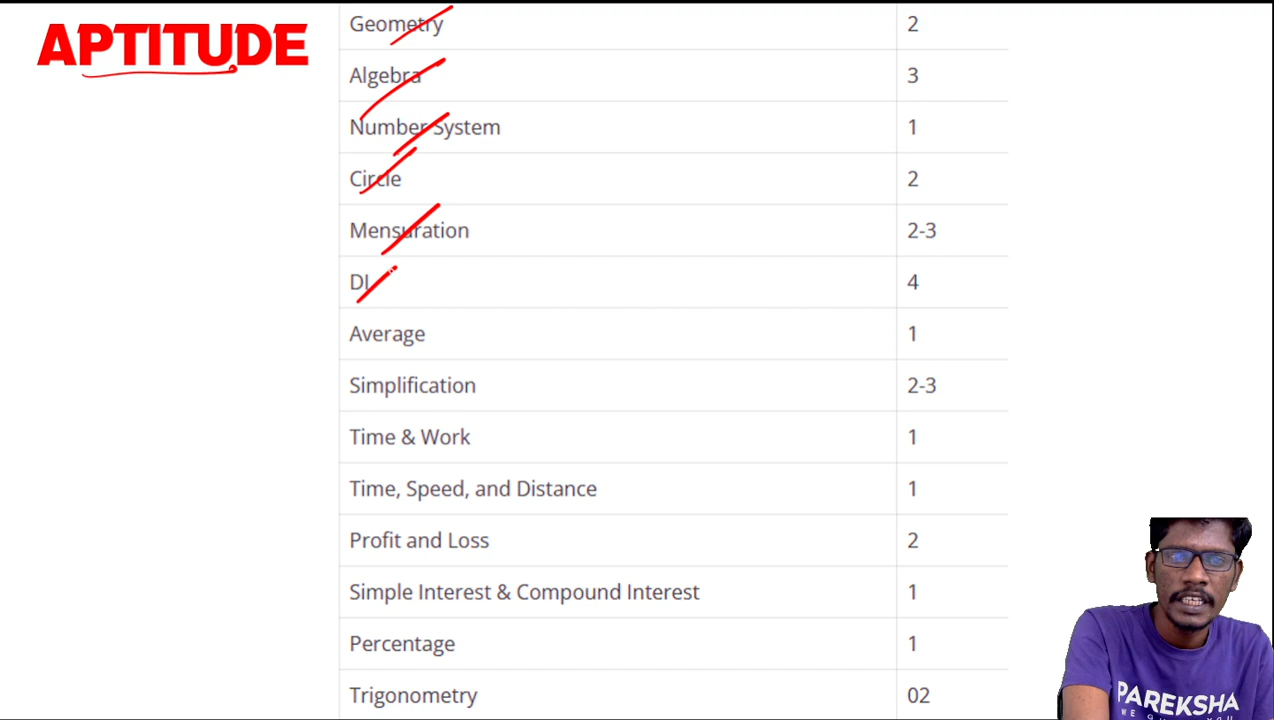 APTITUDE
Geometry 2
Algebra 3
Number System 1
Circle 2
Mensuration 2-3
DI 4
Average 1
Simplification 2-3
Time & Work 1
Time, Speed, and Distance 1
Profit and Loss 2
Simple Interest & Compound Interest 1
Percentage 1
Trigonometry 02
PAREKSHA